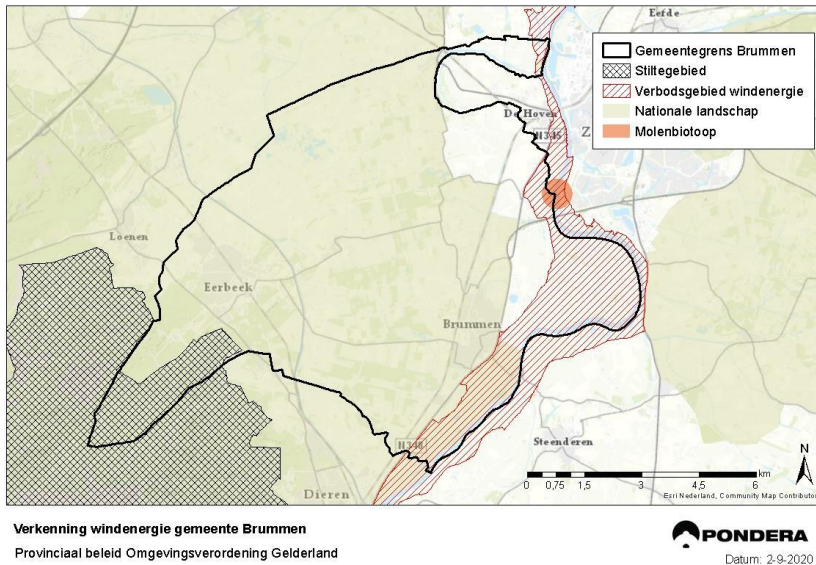 Eefde
Gemeentegrens Brummen
Stiltegebied
Verbodsgebied windenergie
Nationale landschap
Molenbiotoop
De Hoven
N345
Z
Loenen
Eerbeek
Brummen
N348
Steenderen
Dieren
N
km
0 0,75 1,5 3 4,5 6
Esri Nederland, Community Map Contributor
Verkenning windenergie gemeente Brummen
Provinciaal beleid Omgevingsverordening Gelderland
PONDERA
Datum: 2-9-2020